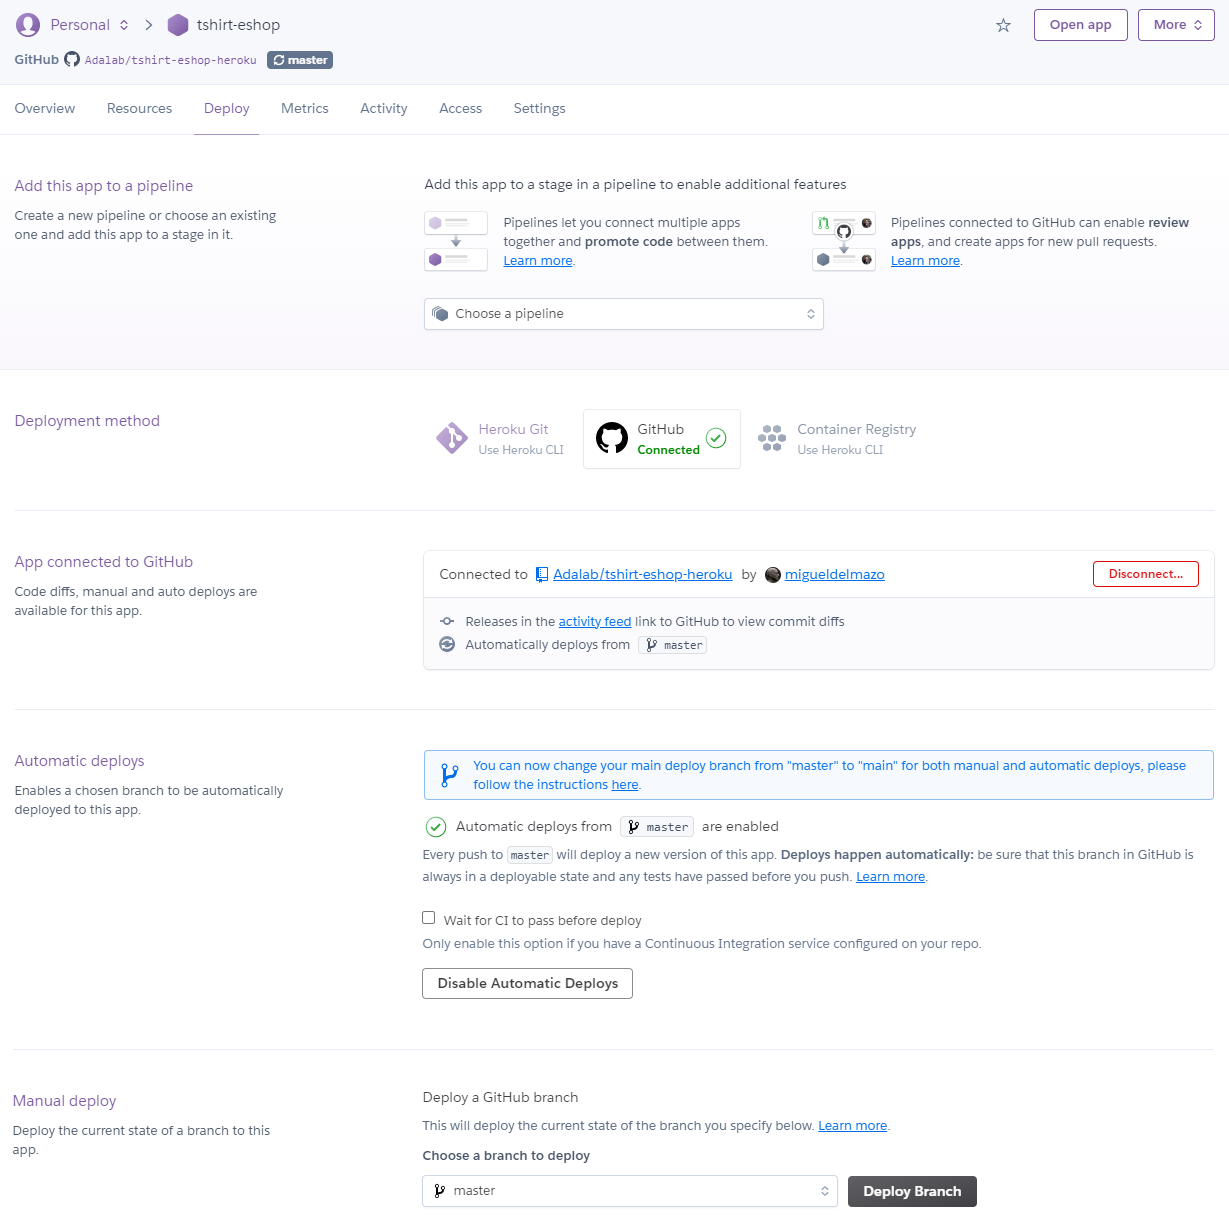 Personal
tshirt-eshop
Open app
More
GitHub Adalab/tshirt-eshop-heroku master
Overview Resources Deploy Metrics Activity Access Settings
Add this app to a pipeline
Create a new pipeline or choose an existing
one and add this app to a stage in it.
Add this app to a stage in a pipeline to enable additional features
Pipelines let you connect multiple apps
together and promote code between them.
Learn more.
Pipelines connected to GitHub can enable review
apps, and create apps for new pull requests.
Learn more.
Choose a pipeline
Deployment method
Heroku Git
Use Heroku CLI
GitHub
Connected
Container Registry
Use Heroku CLI
App connected to GitHub
Code diffs, manual and auto deploys are
available for this app.
Connected to Adalab/tshirt-eshop-heroku by migueldelmazo
Disconnect...
Releases in the activity feed link to GitHub to view commit diffs
Automatically deploys from master
Automatic deploys
Enables a chosen branch to be automatically
deployed to this app.
You can now change your main deploy branch from "master" to "main" for both manual and automatic deploys, please
follow the instructions here.
Automatic deploys from master are enabled
Every push to master will deploy a new version of this app. Deploys happen automatically: be sure that this branch in GitHub is
always in a deployable state and any tests have passed before you push. Learn more.
Wait for CI to pass before deploy
Only enable this option if you have a Continuous Integration service configured on your repo.
Disable Automatic Deploys
Manual deploy
Deploy the current state of a branch to this
app.
Deploy a GitHub branch
This will deploy the current state of the branch you specify below. Learn more.
Choose a branch to deploy
master
Deploy Branch